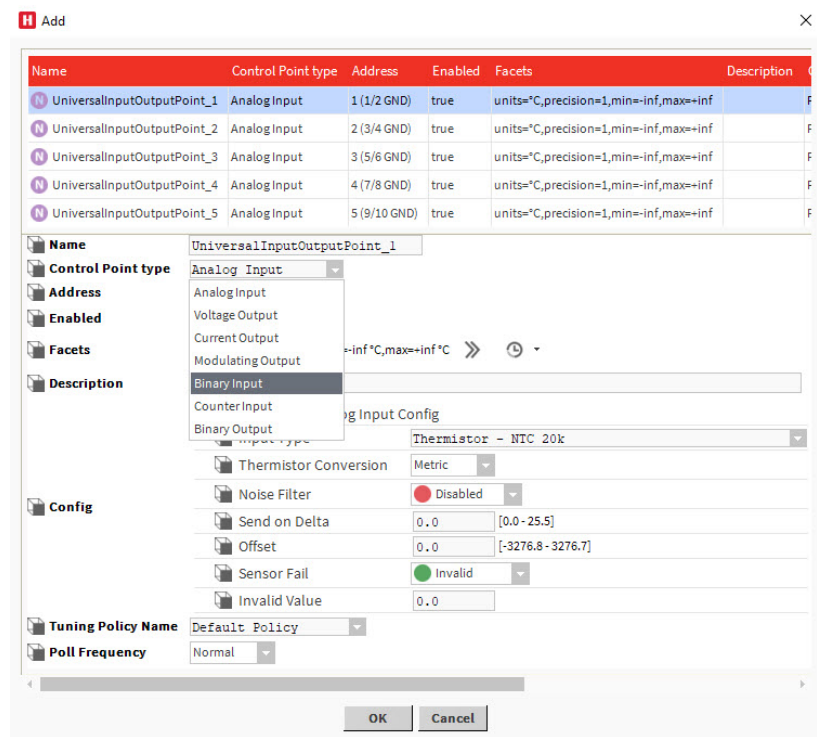 H Add
Name Control Point type Address Enabled Facets Description
N UniversalInputOutputPoint_1 Analog Input 1 (1/2 GND) true units=°C,precision=1,min=-inf,max=+inf
N UniversalInputOutputPoint_2 Analog Input 2 (3/4 GND) true units=°C,precision=1,min=-inf,max=+inf
N UniversalInputOutputPoint_3 Analog Input 3 (5/6 GND) true units=°C,precision=1,min=-inf,max=+inf
N UniversalInputOutputPoint_4 Analog Input 4 (7/8 GND) true units=°C,precision=1,min=-inf,max=+inf
N UniversalInputOutputPoint_5 Analog Input 5 (9/10 GND) true units=°C,precision=1,min=-inf,max=+inf
Name UniversalInputOutputPoint_1
Control Point type Analog Input
Address Analog Input
Enabled Voltage Output
Current Output
Facets =-inf °C,max=+inf °C
Modulating Output
Description Binary Input
Counter Input og Input Config
Binary Output
Input Type Thermistor - NTC 20k
Thermistor Conversion Metric
Noise Filter Disabled
Config
Send on Delta 0.0 [0.0 - 25.5]
Offset 0.0 [-3276.8 - 3276.7]
Sensor Fail Invalid
Invalid Value 0.0
Tuning Policy Name Default Policy
Poll Frequency Normal
OK Cancel